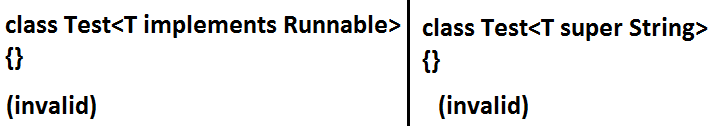 class Test<T implements Runnable>
{}
(invalid)
class Test<T super String>
{}
(invalid)